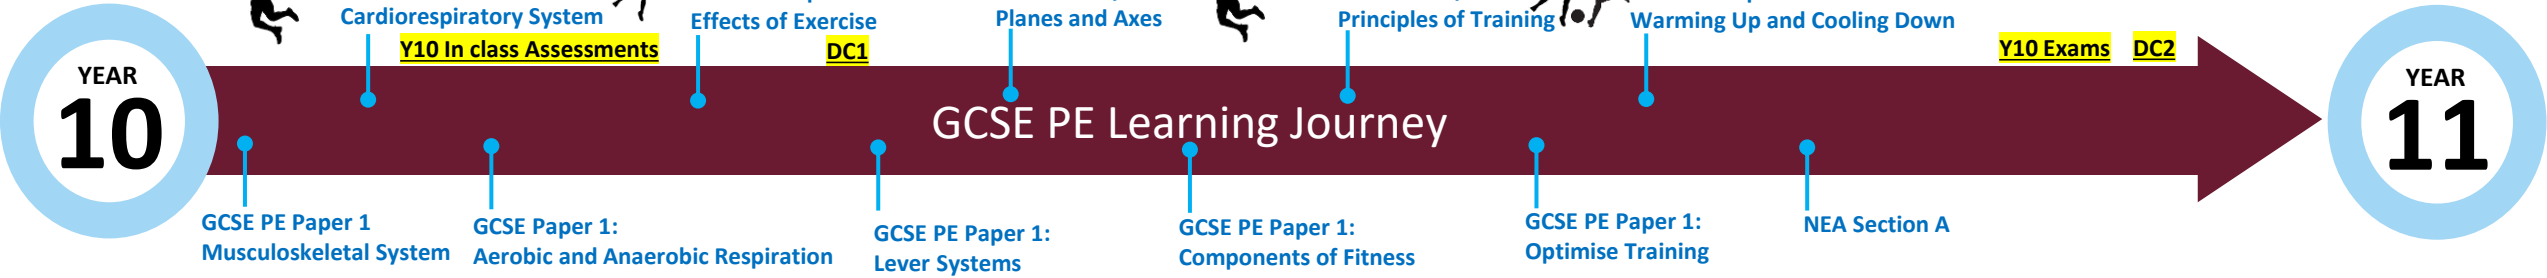 Cardiorespiratory System
Effects of Exercise
Planes and Axes
Principles of Training
Warming Up and Cooling Down
Y10 In class Assessments
DC1
Y10 Exams
DC2
YEAR
10
GCSE PE Learning Journey
YEAR
11
GCSE PE Paper 1
Musculoskeletal System
GCSE Paper 1:
Aerobic and Anaerobic Respiration
GCSE PE Paper 1:
Lever Systems
GCSE PE Paper 1:
Components of Fitness
GCSE PE Paper 1:
Optimise Training
NEA Section A